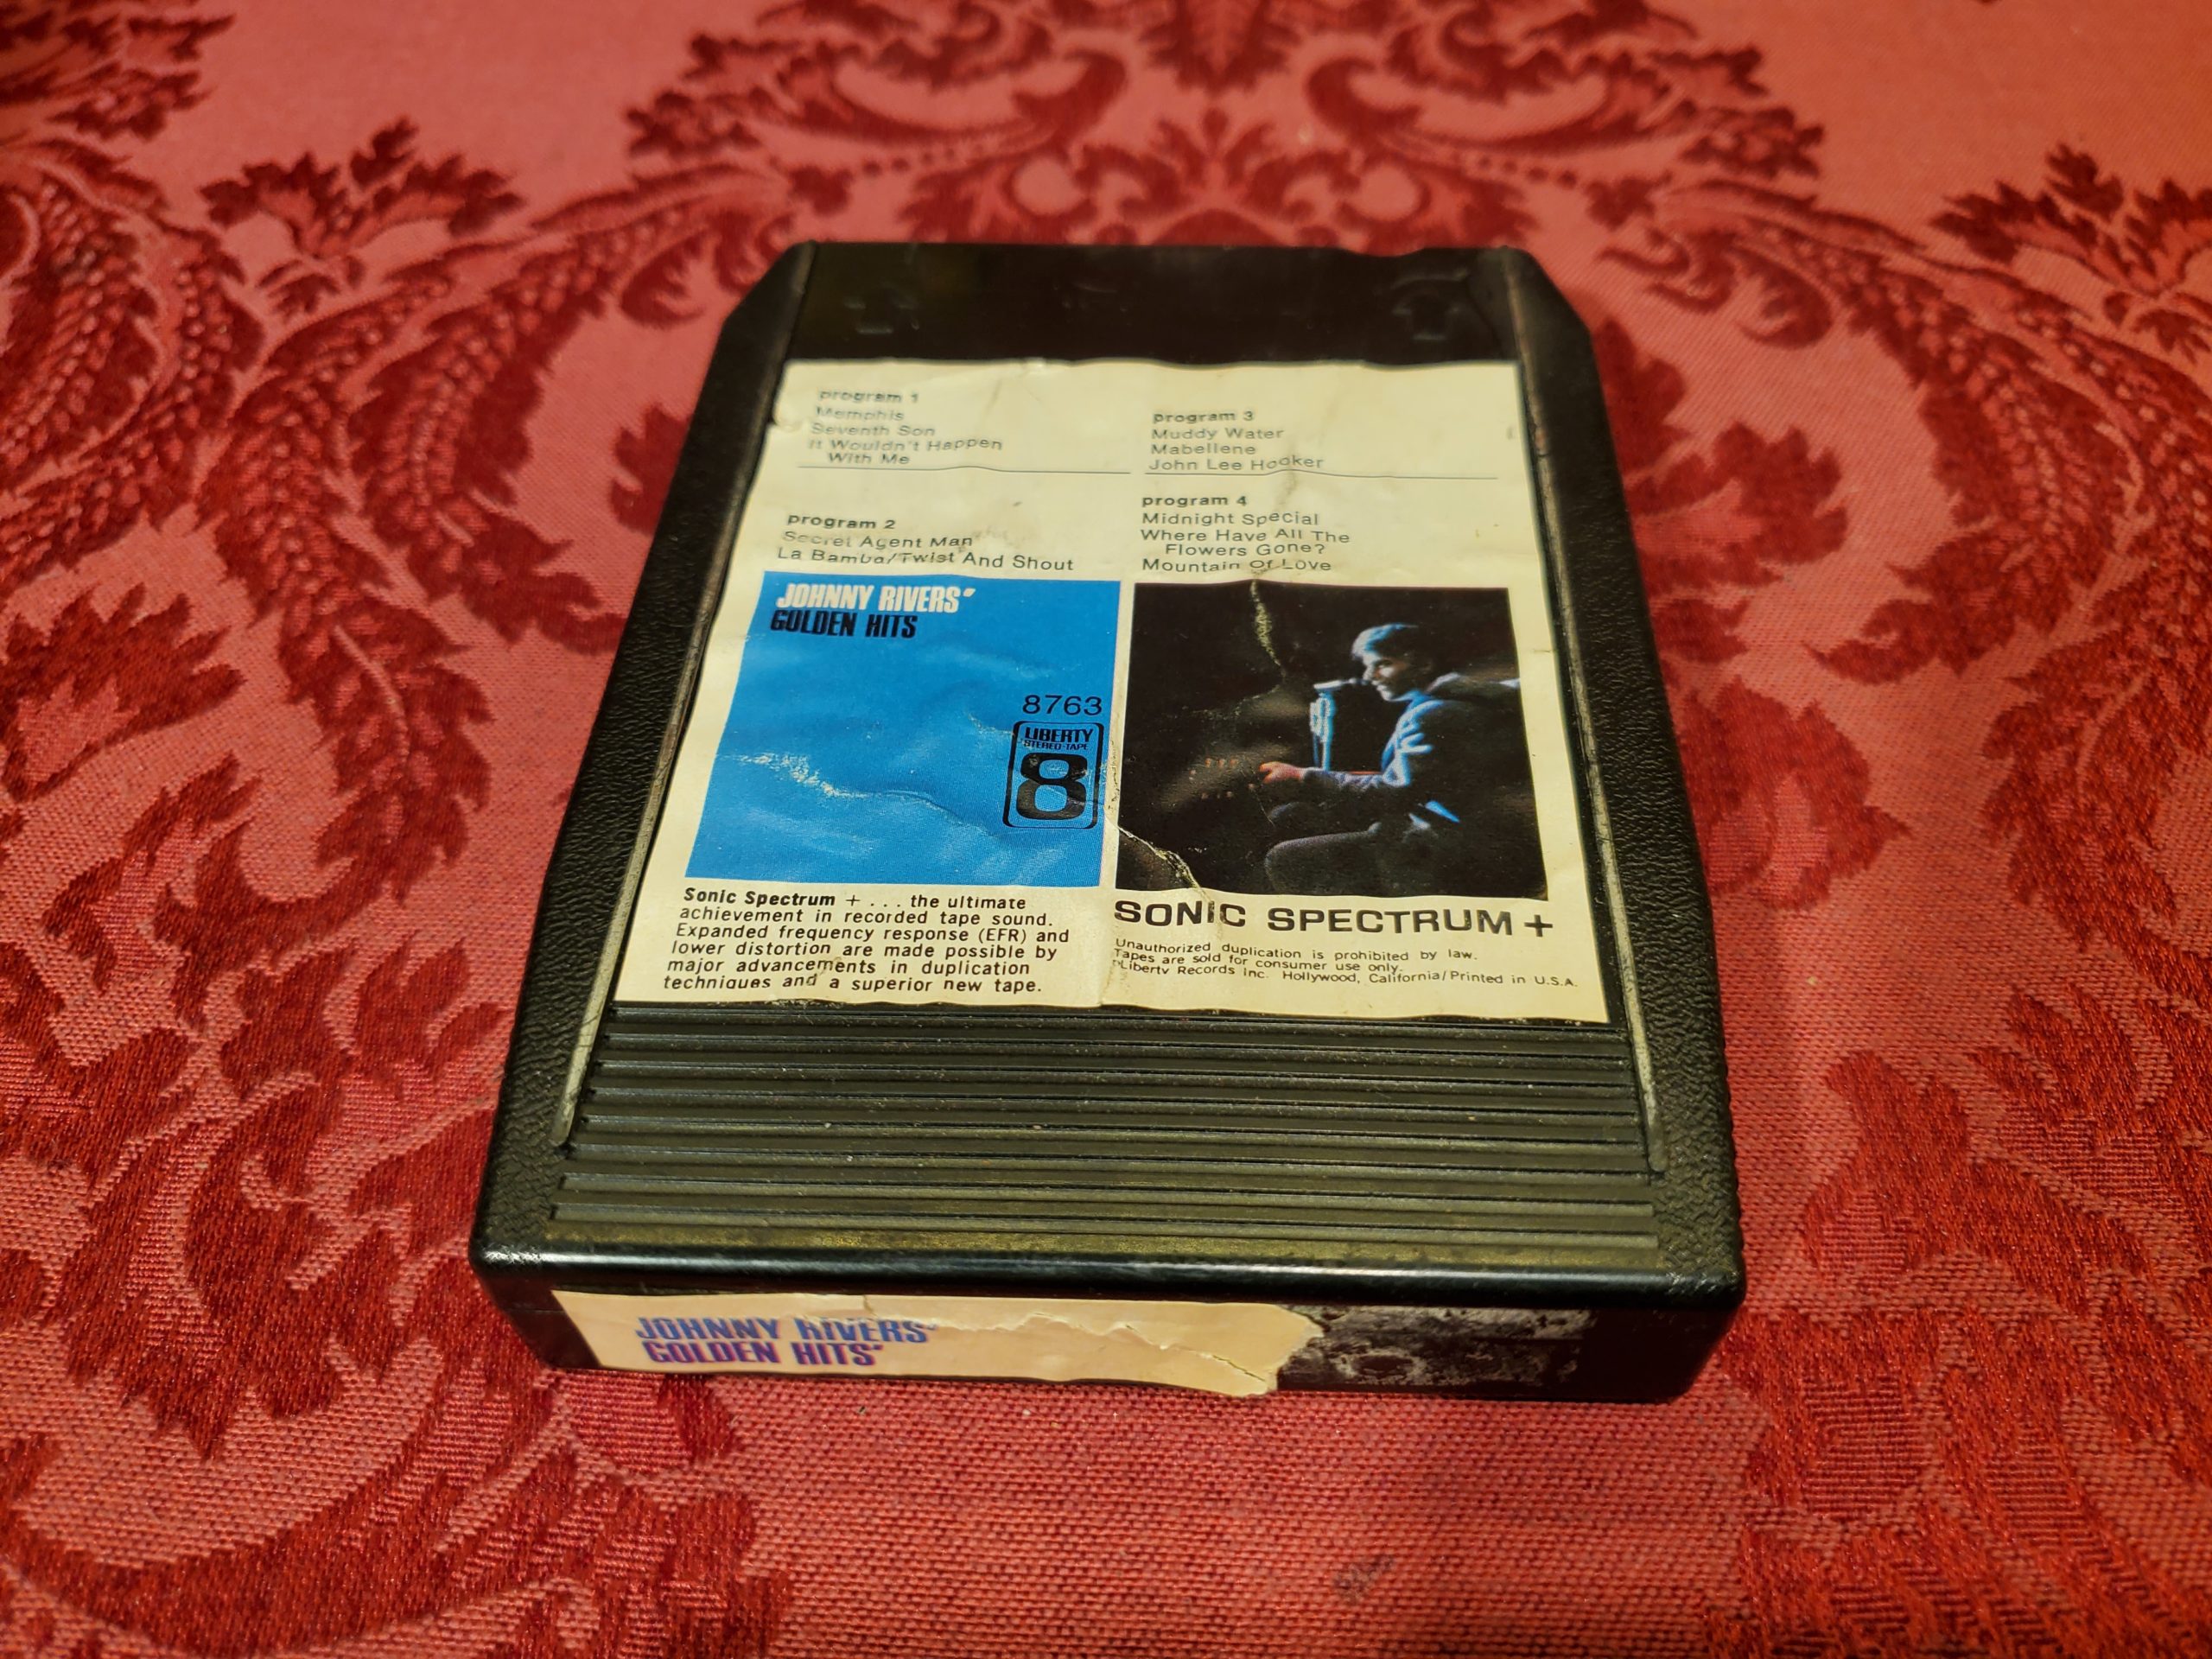 program 1
Memphis
Seventh Son
It Wouldn't Happen
With Me
program 2
Secret Agent Man
La Bamba/Twist And Shout
program 3
Muddy Water
Mabellene
John Lee Hooker
program 4
Midnight Special
Where Have All The
Flowers Gone?
Mountain Of Love
JOHNNY RIVERS'
GOLDEN HITS
8763
LIBERTY
STEREO-TAPE
8
Sonic Spectrum + . . . the ultimate
achievement in recorded tape sound.
Expanded frequency response (EFR) and
lower distortion are made possible by
major advancements in duplication
techniques and a superior new tape.
SONIC SPECTRUM +
Unauthorized duplication is prohibited by law.
Tapes are sold for consumer use only.
Liberty Records Inc. Hollywood, California/Printed in U.S.A.
JOHNNY RIVERS'
GOLDEN HITS'